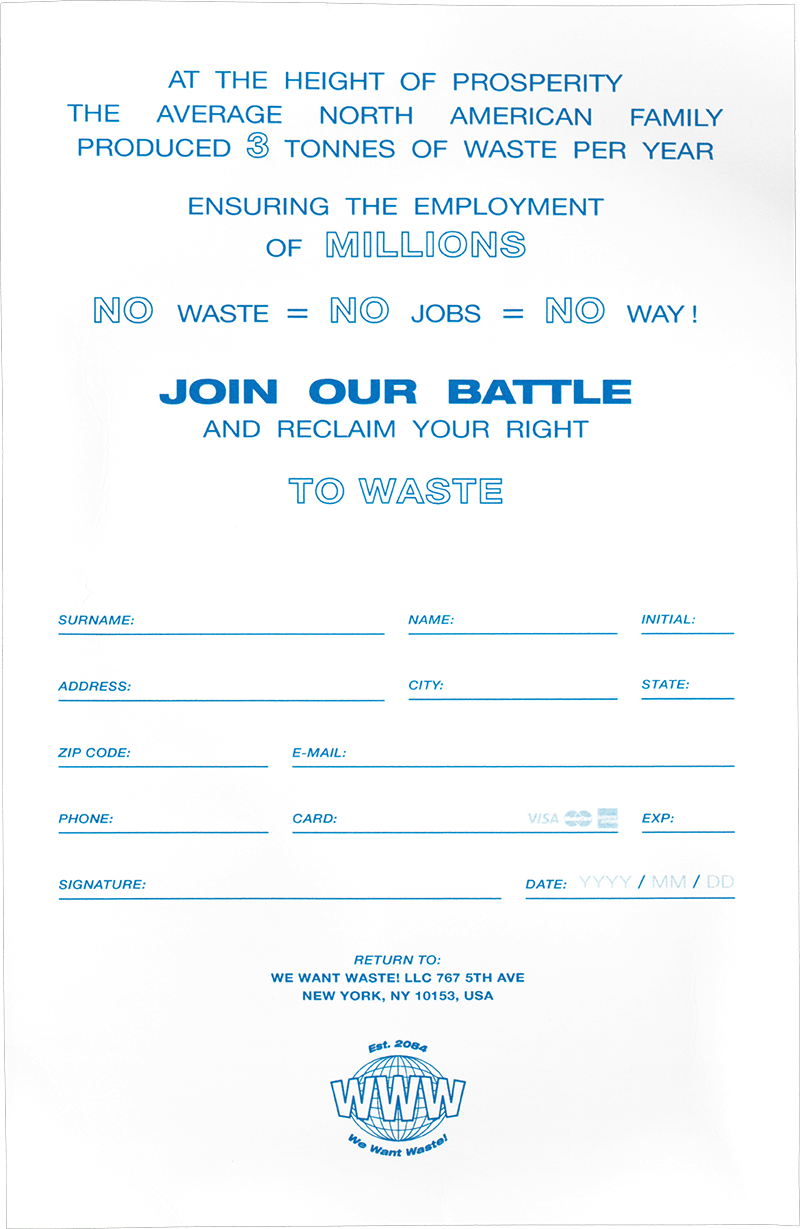 AT THE HEIGHT OF PROSPERITY
THE AVERAGE NORTH AMERICAN FAMILY
PRODUCED 3 TONNES OF WASTE PER YEAR
ENSURING THE EMPLOYMENT
OF MILLIONS
NO WASTE = NO JOBS = NO WAY!
JOIN OUR BATTLE
AND RECLAIM YOUR RIGHT
TO WASTE
SURNAME: NAME: INITIAL:
ADDRESS: CITY: STATE:
ZIP CODE: E-MAIL:
PHONE: CARD: VISA EXP:
SIGNATURE: DATE: YYYY / MM / DD
RETURN TO:
WE WANT WASTE! LLC 767 5TH AVE
NEW YORK, NY 10153, USA
Est. 2084
WWW
We Want Waste!